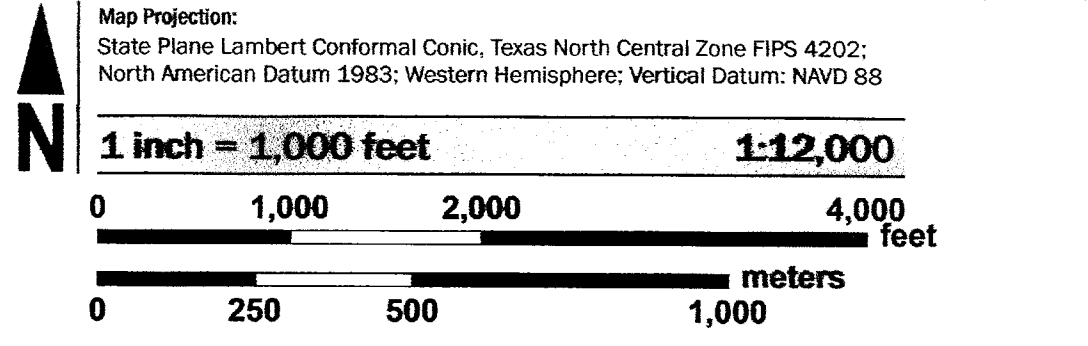 Map Projection:
State Plane Lambert Conformal Conic, Texas North Central Zone FIPS 4202;
North American Datum 1983; Western Hemisphere; Vertical Datum: NAVD 88
N
1 inch = 1,000 feet 1:12,000
0 1,000 2,000 4,000
feet
meters
0 250 500 1,000